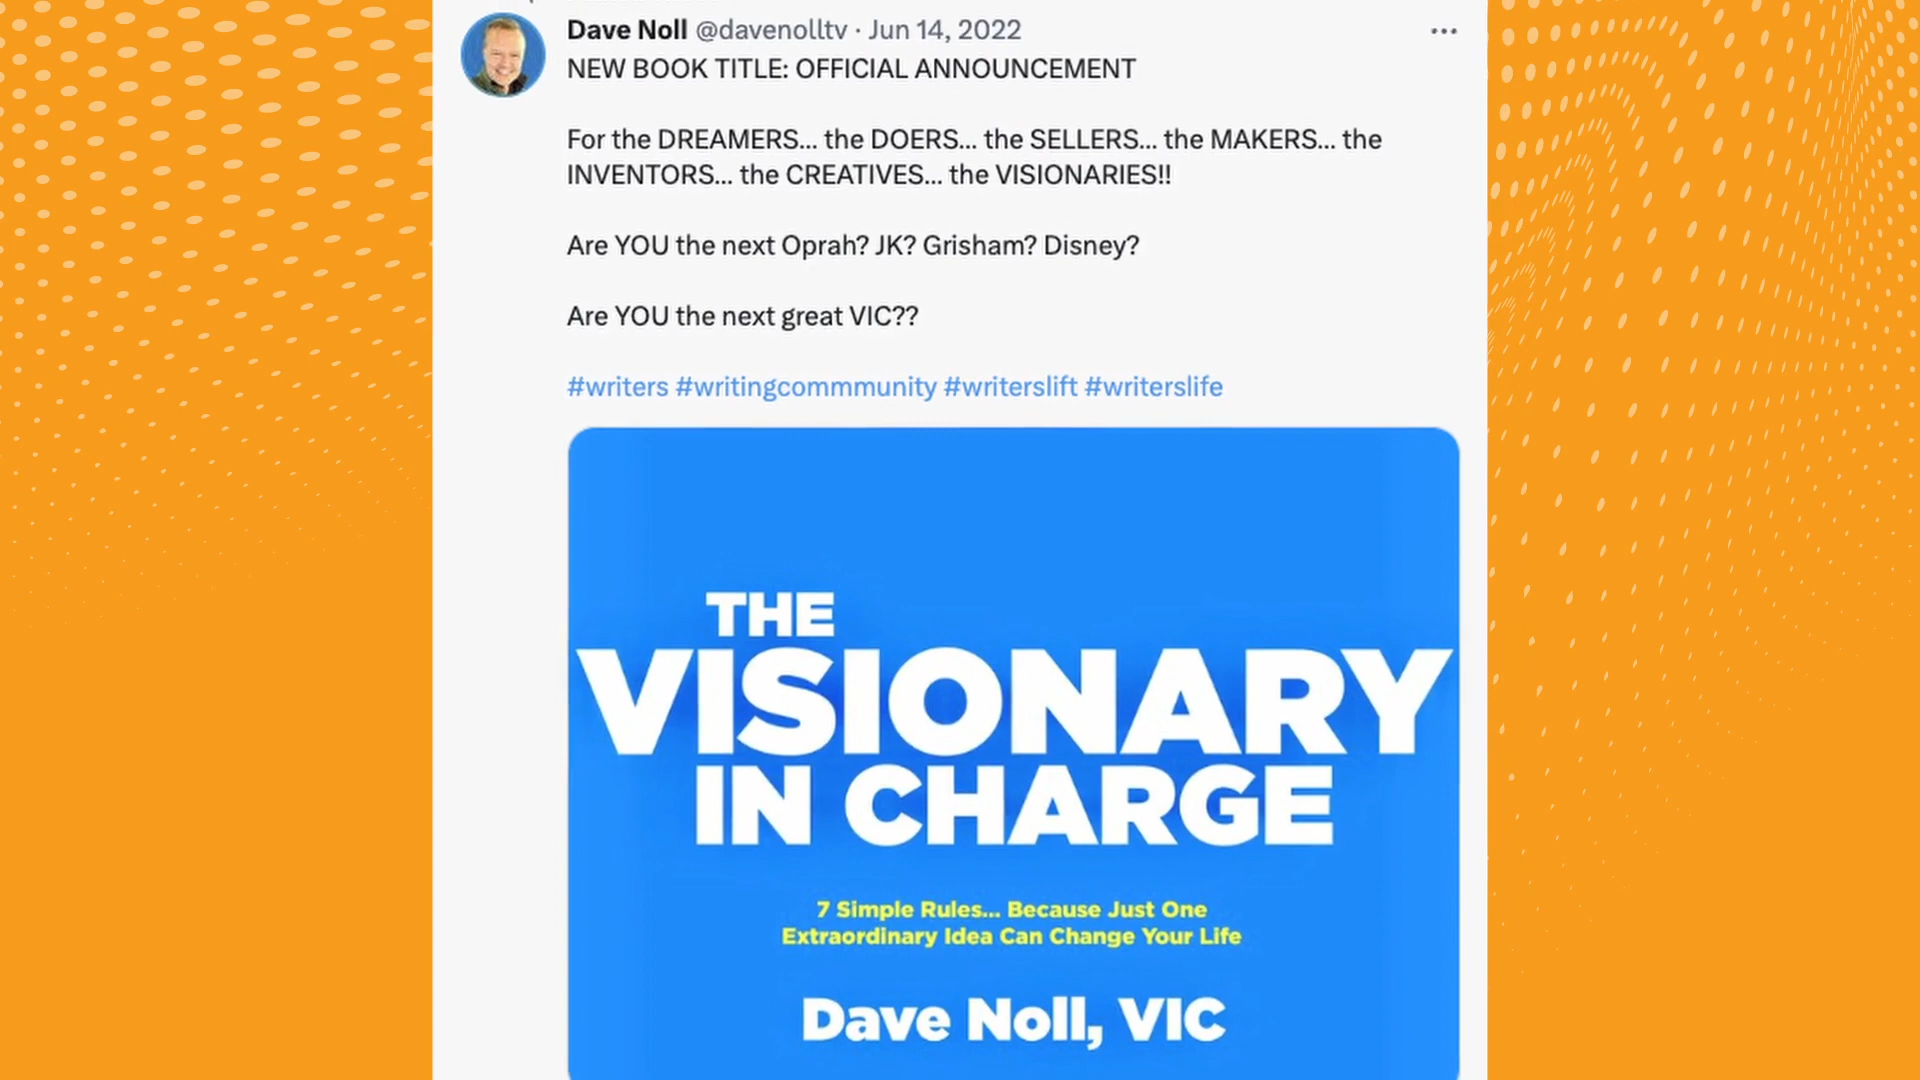 Dave Noll @davenolltv · Jun 14, 2022
NEW BOOK TITLE: OFFICIAL ANNOUNCEMENT
For the DREAMERS... the DOERS... the SELLERS... the MAKERS... the
INVENTORS... the CREATIVES... the VISIONARIES!!
Are YOU the next Oprah? JK? Grisham? Disney?
Are YOU the next great VIC??
#writers #writingcommmunity #writerslift #writerslife
THE
VISIONARY
IN CHARGE
7 Simple Rules... Because Just One
Extraordinary Idea Can Change Your Life
Dave Noll, VIC